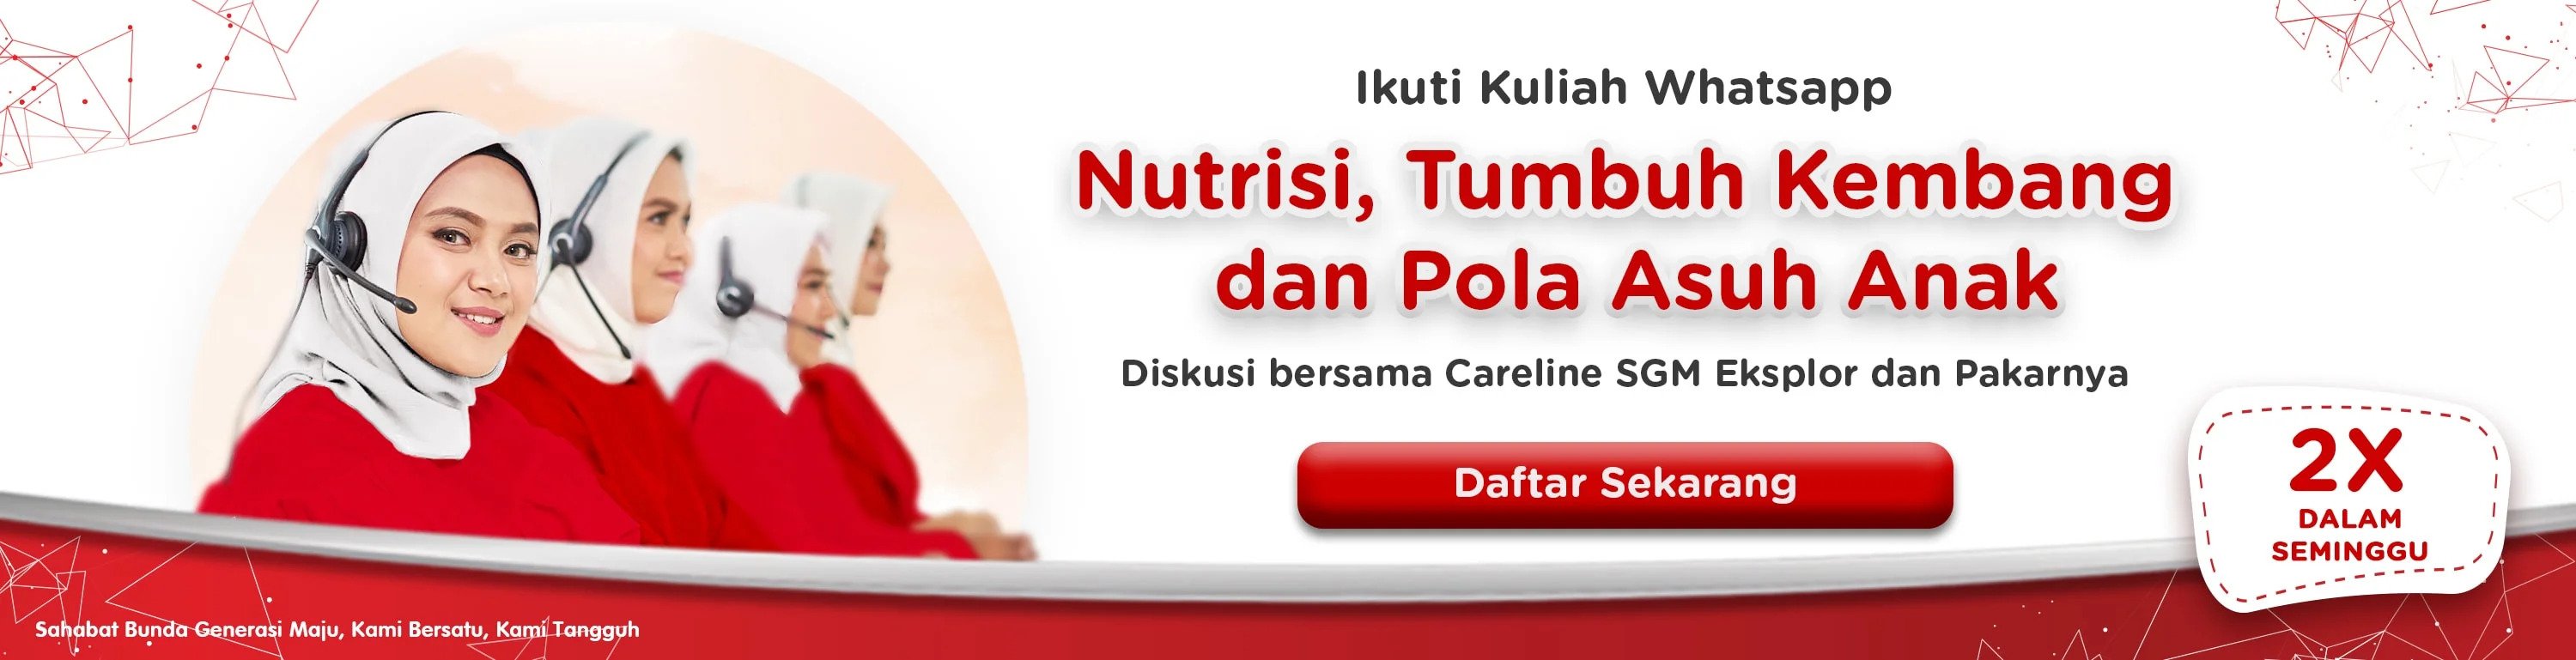 Ikuti Kuliah Whatsapp
Nutrisi, Tumbuh Kembang
dan Pola Asuh Anak
Diskusi bersama Careline SGM Eksplor dan Pakarnya
Daftar Sekarang
2X
DALAM
SEMINGGU
Sahabat Bunda Generasi Maju, Kami Bersatu, Kami Tangguh